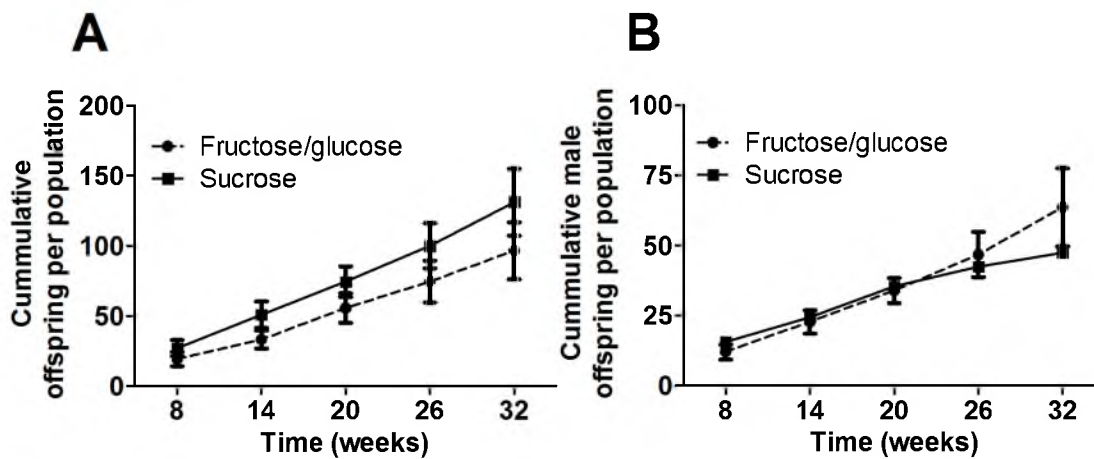 A
Cummulative
offspring per population
200
150
100
50
0
Fructose/glucose
Sucrose
8 14 20 26 32
Time (weeks)
B
Cummulative male
offspring per population
100
75
50
25
0
Fructose/glucose
Sucrose
8 14 20 26 32
Time (weeks)